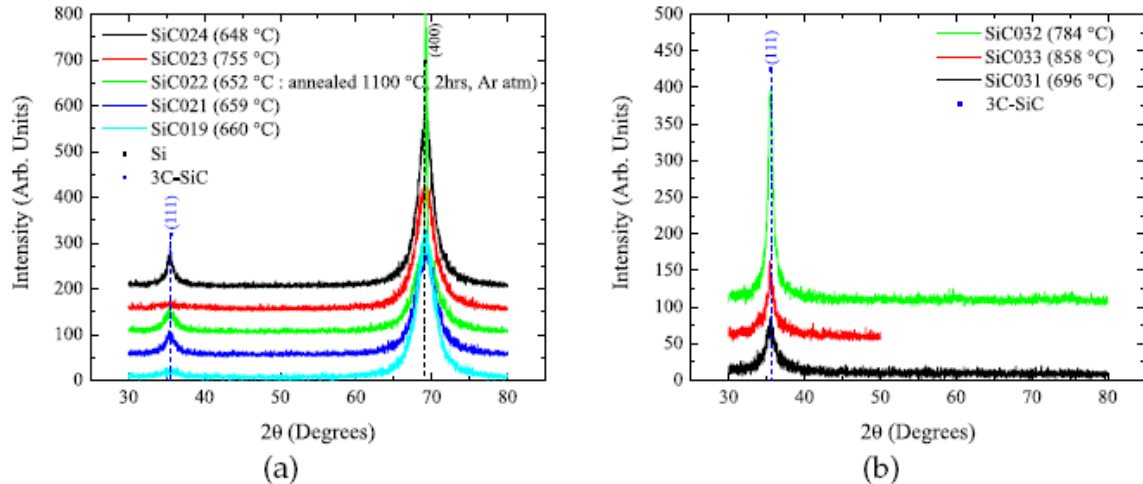 800
700
600
500
400
300
200
100
0
Intensity (Arb. Units)
SiC024 (648 °C)
SiC023 (755 °C)
SiC022 (652 °C : annealed 1100 °C, 2hrs, Ar atm)
SiC021 (659 °C)
SiC019 (660 °C)
Si
3C-SiC
(111)
(400)
30 40 50 60 70 80
2θ (Degrees)
(a)
500
450
400
350
300
250
200
150
100
50
0
Intensity (Arb. Units)
(111)
SiC032 (784 °C)
SiC033 (858 °C)
SiC031 (696 °C)
3C-SiC
30 40 50 60 70 80
2θ (Degrees)
(b)